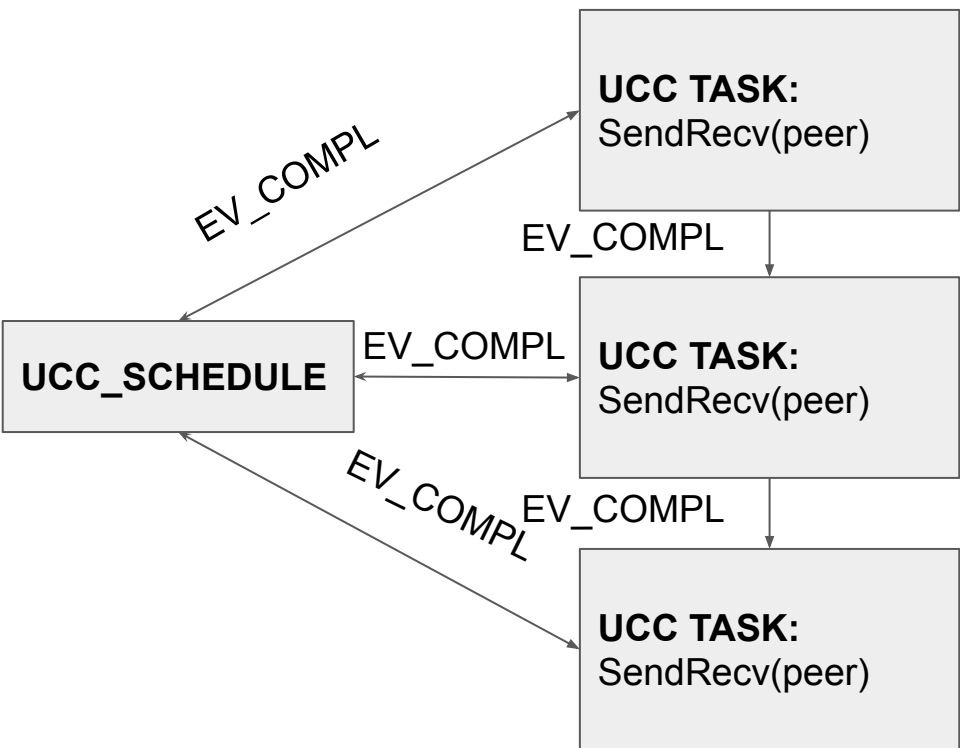 UCC TASK:
SendRecv(peer)
EV_COMPL
EV_COMPL
UCC_SCHEDULE
EV_COMPL
UCC TASK:
SendRecv(peer)
EV_COMPL
EV_COMPL
UCC TASK:
SendRecv(peer)